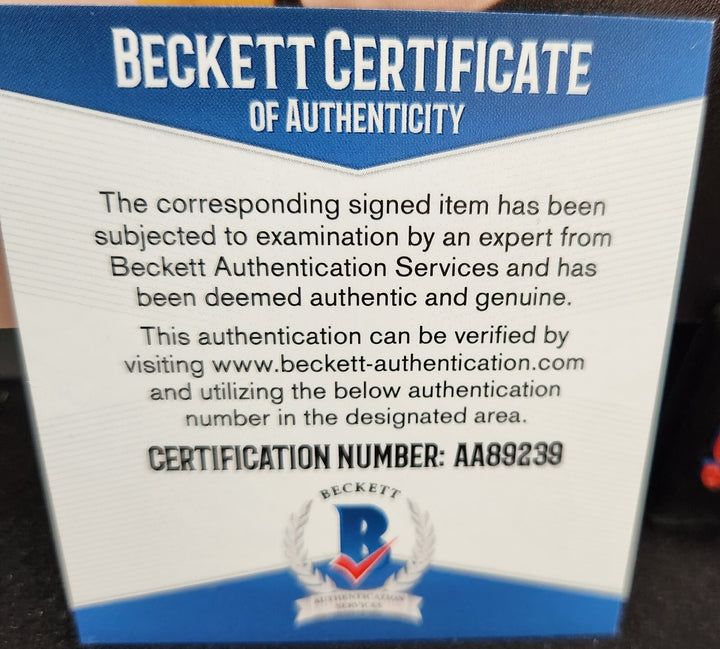 BECKETT CERTIFICATE
OF AUTHENTICITY
The corresponding signed item has been
subjected to examination by an expert from
Beckett Authentication Services and has
been deemed authentic and genuine.
This authentication can be verified by
visiting www.beckett-authentication.com
and utilizing the below authentication
number in the designated area.
CERTIFICATION NUMBER: AA89239
BECKETT
B
AUTHENTICATION
SERVICES